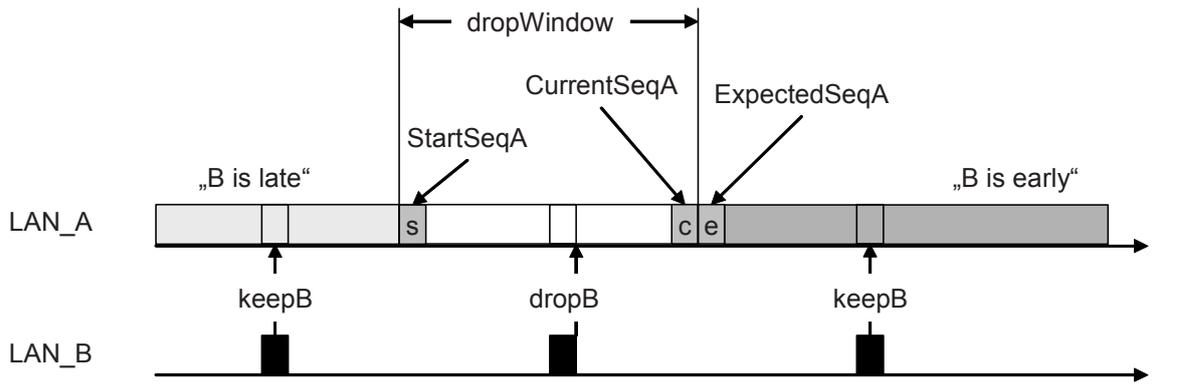 dropWindow
CurrentSeqA
ExpectedSeqA
StartSeqA
„B is late“
„B is early“
LAN_A
s
c
e
keepB
dropB
keepB
LAN_B